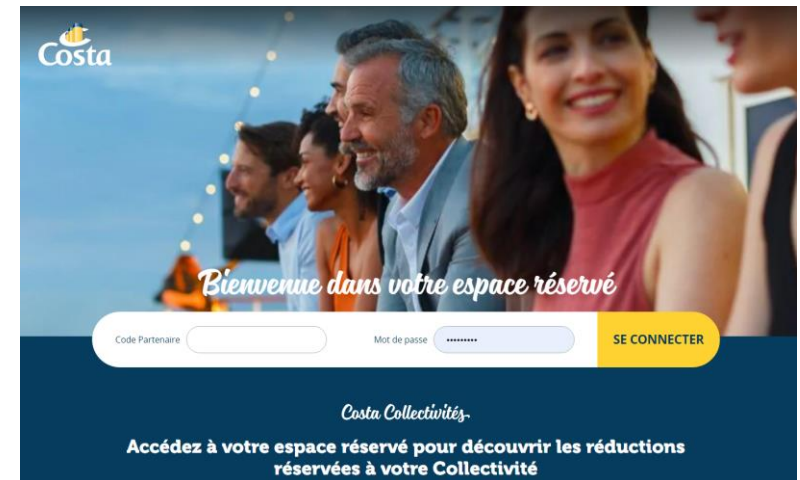 Costa
Bienvenue dans votre espace réservé
Code Partenaire
Mot de passe
•••••••••
SE CONNECTER
Costa Collectivités
Accédez à votre espace réservé pour découvrir les réductions
réservées à votre Collectivité